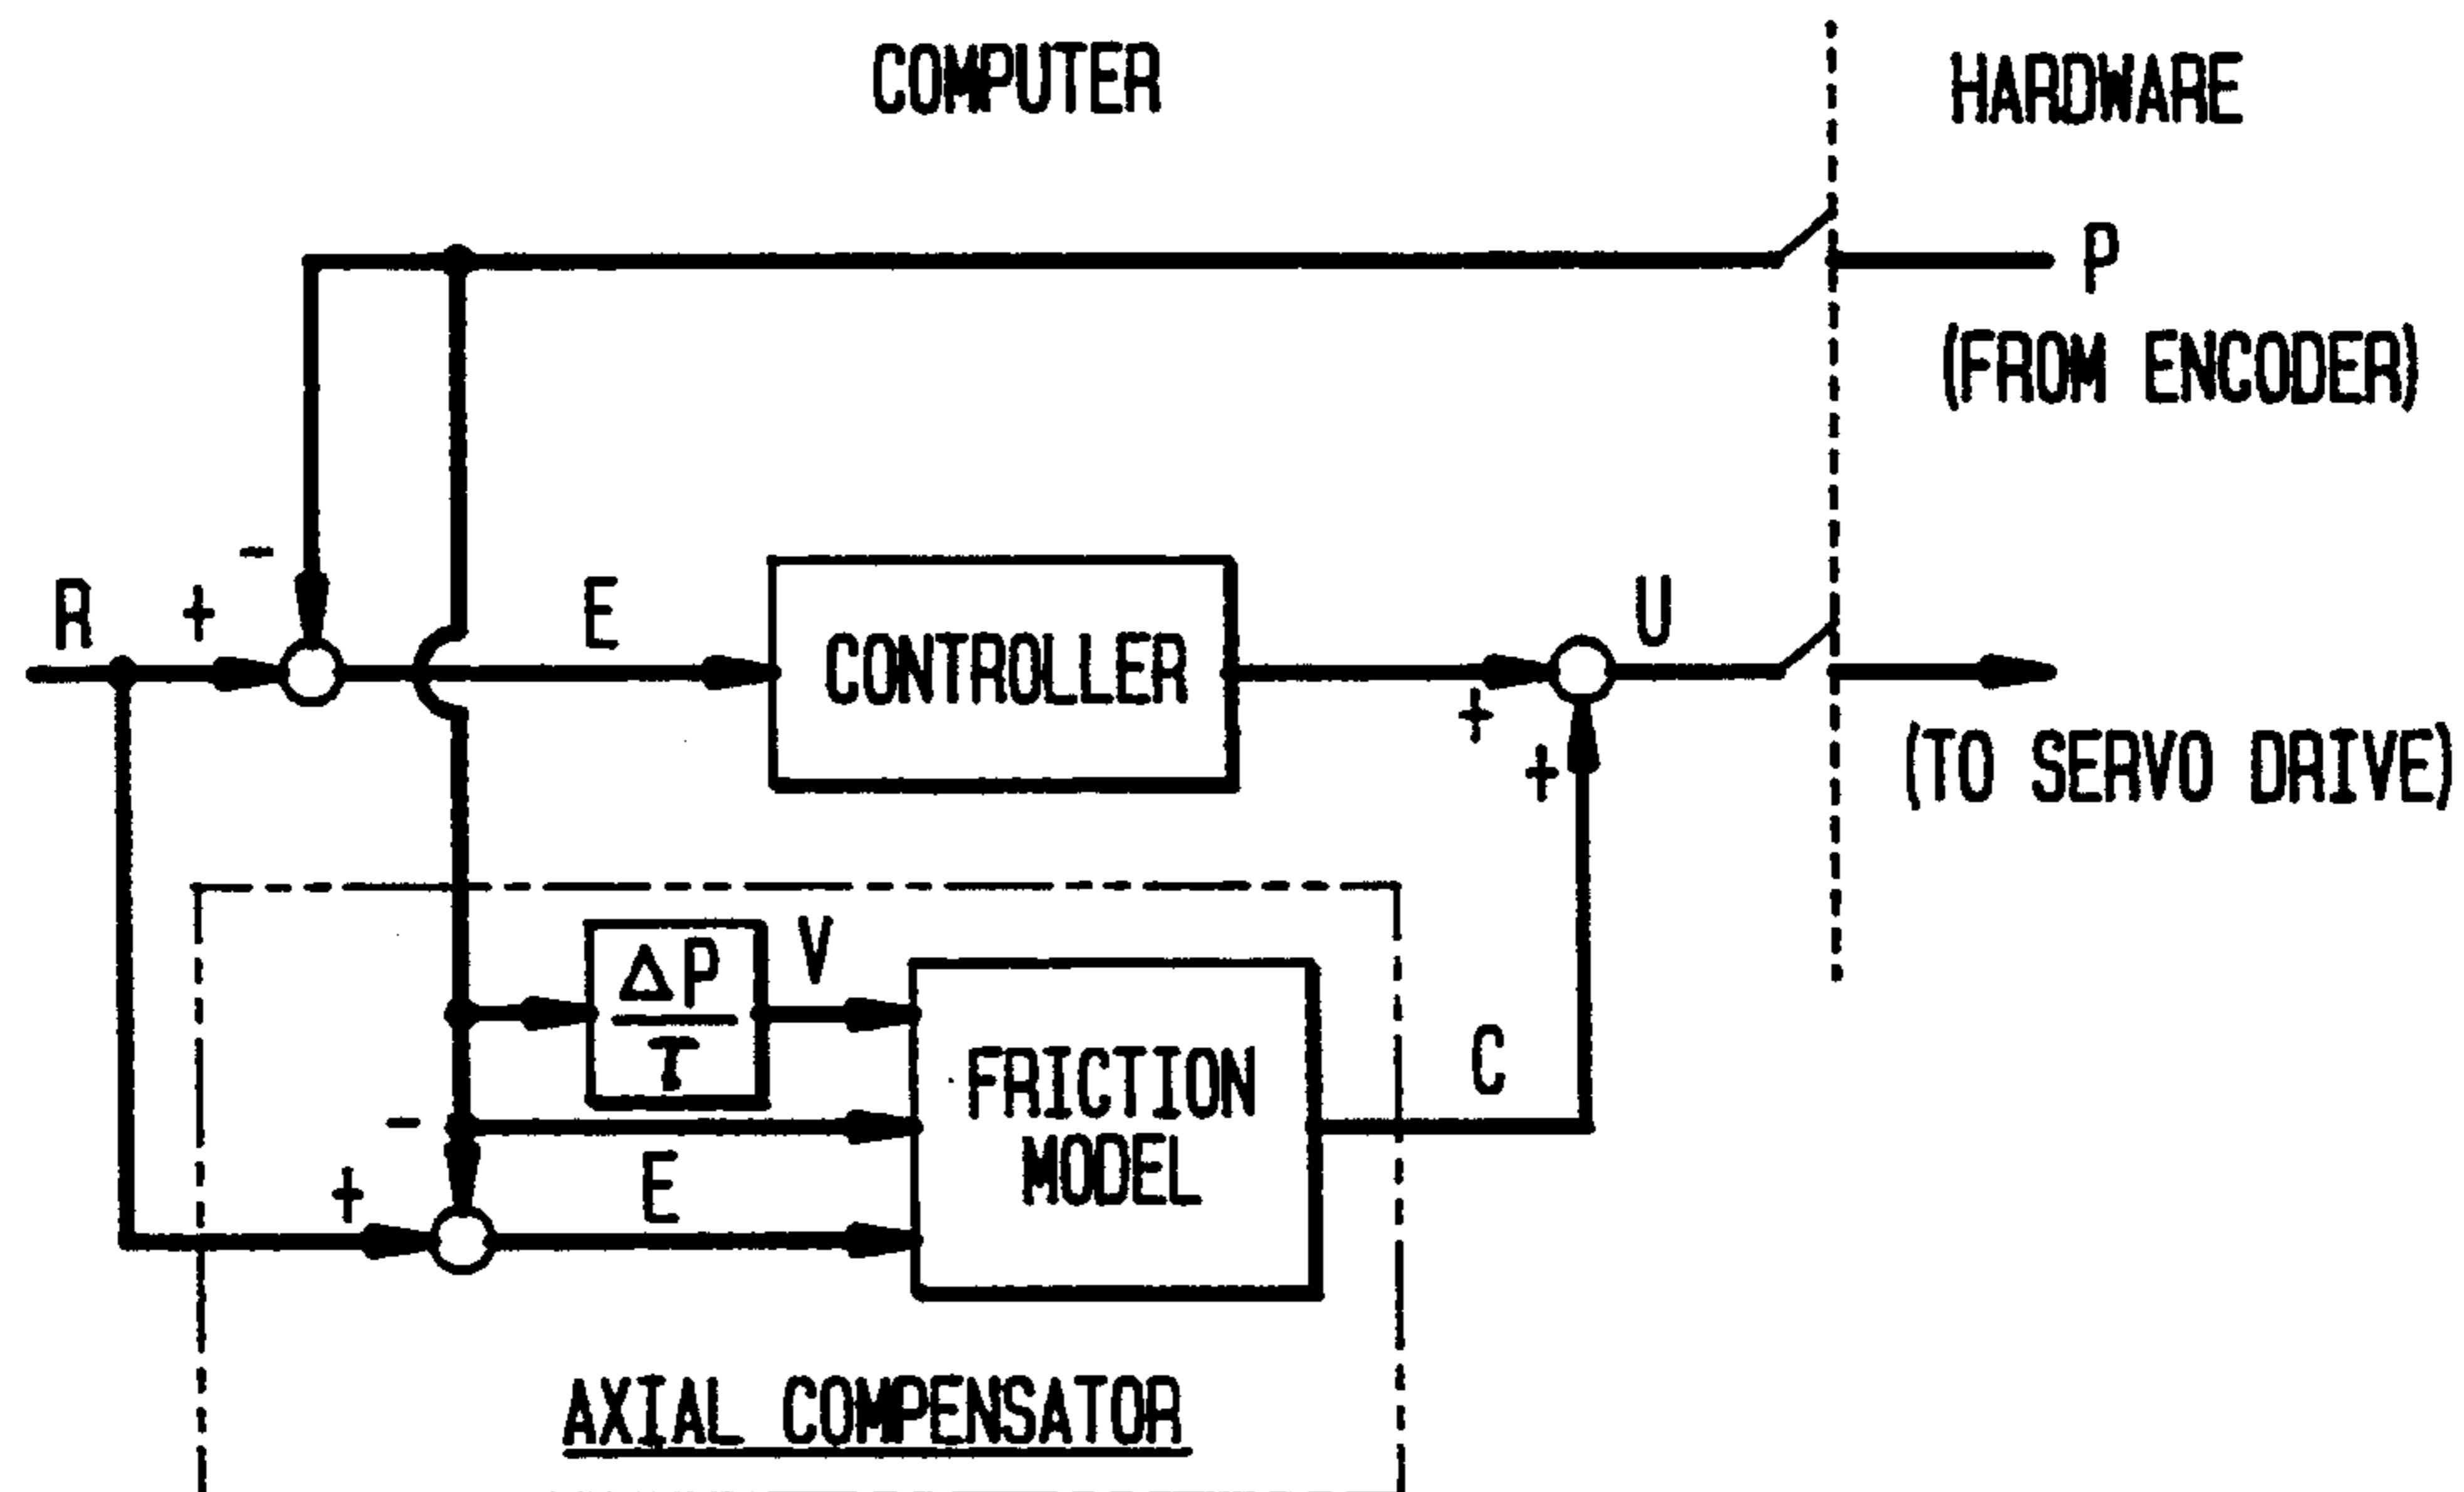 COMPUTER
HARDWARE
P
(FROM ENCODER)
-
R
+
E
CONTROLLER
U
+
+
(TO SERVO DRIVE)
ΔP
T
V
FRICTION
MODEL
C
-
+
E
AXIAL COMPENSATOR